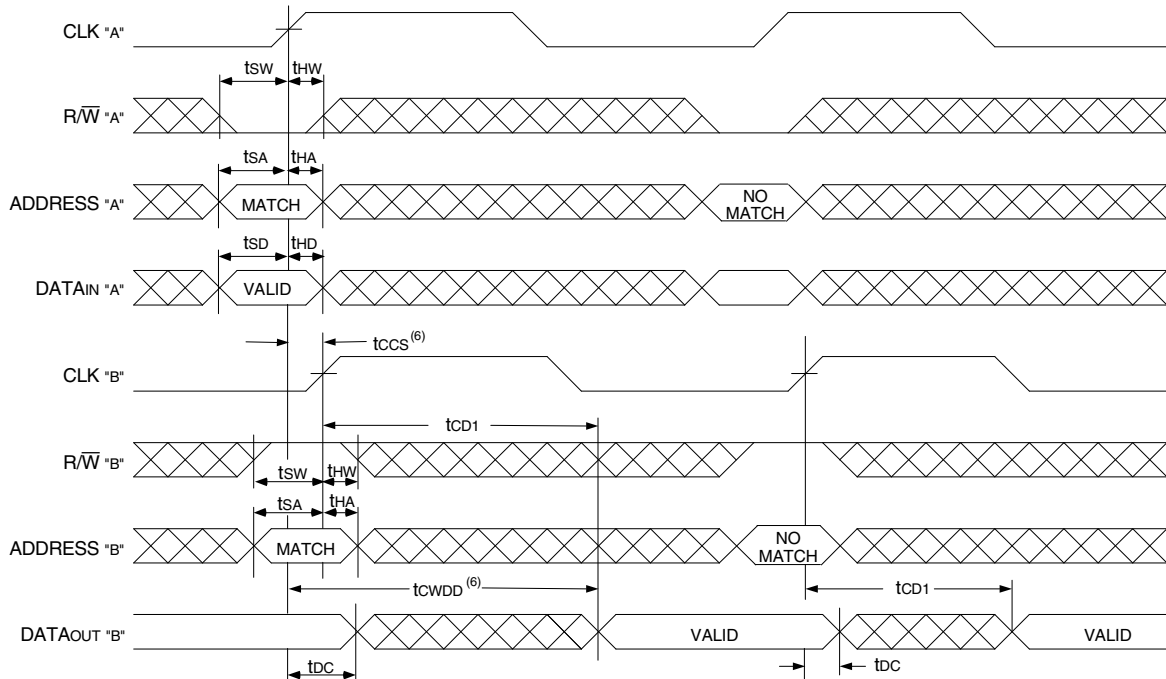 CLK "A"
tSW tHW
R/W̅ "A"
tSA tHA
ADDRESS "A" MATCH NO MATCH
tSD tHD
DATAIN "A" VALID
tCCS(6)
CLK "B"
tCD1
R/W̅ "B"
tSW tHW
tSA tHA
ADDRESS "B" MATCH NO MATCH
tCWDD(6) tCD1
DATAOUT "B" VALID VALID
tDC tDC